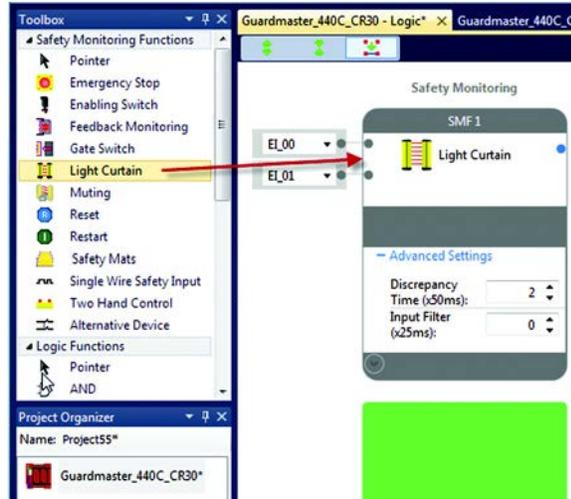 Toolbox
Safety Monitoring Functions
Pointer
Emergency Stop
Enabling Switch
Feedback Monitoring
Gate Switch
Light Curtain
Muting
Reset
Restart
Safety Mats
Single Wire Safety Input
Two Hand Control
Alternative Device
Logic Functions
Pointer
AND
Project Organizer
Name: Project55*
Guardmaster_440C_CR30*
Guardmaster_440C_CR30 - Logic*
Guardmaster_440C_C
Safety Monitoring
SMF 1
EI_00
EI_01
Light Curtain
Advanced Settings
Discrepancy
Time (x50ms):
2
Input Filter
(x25ms):
0